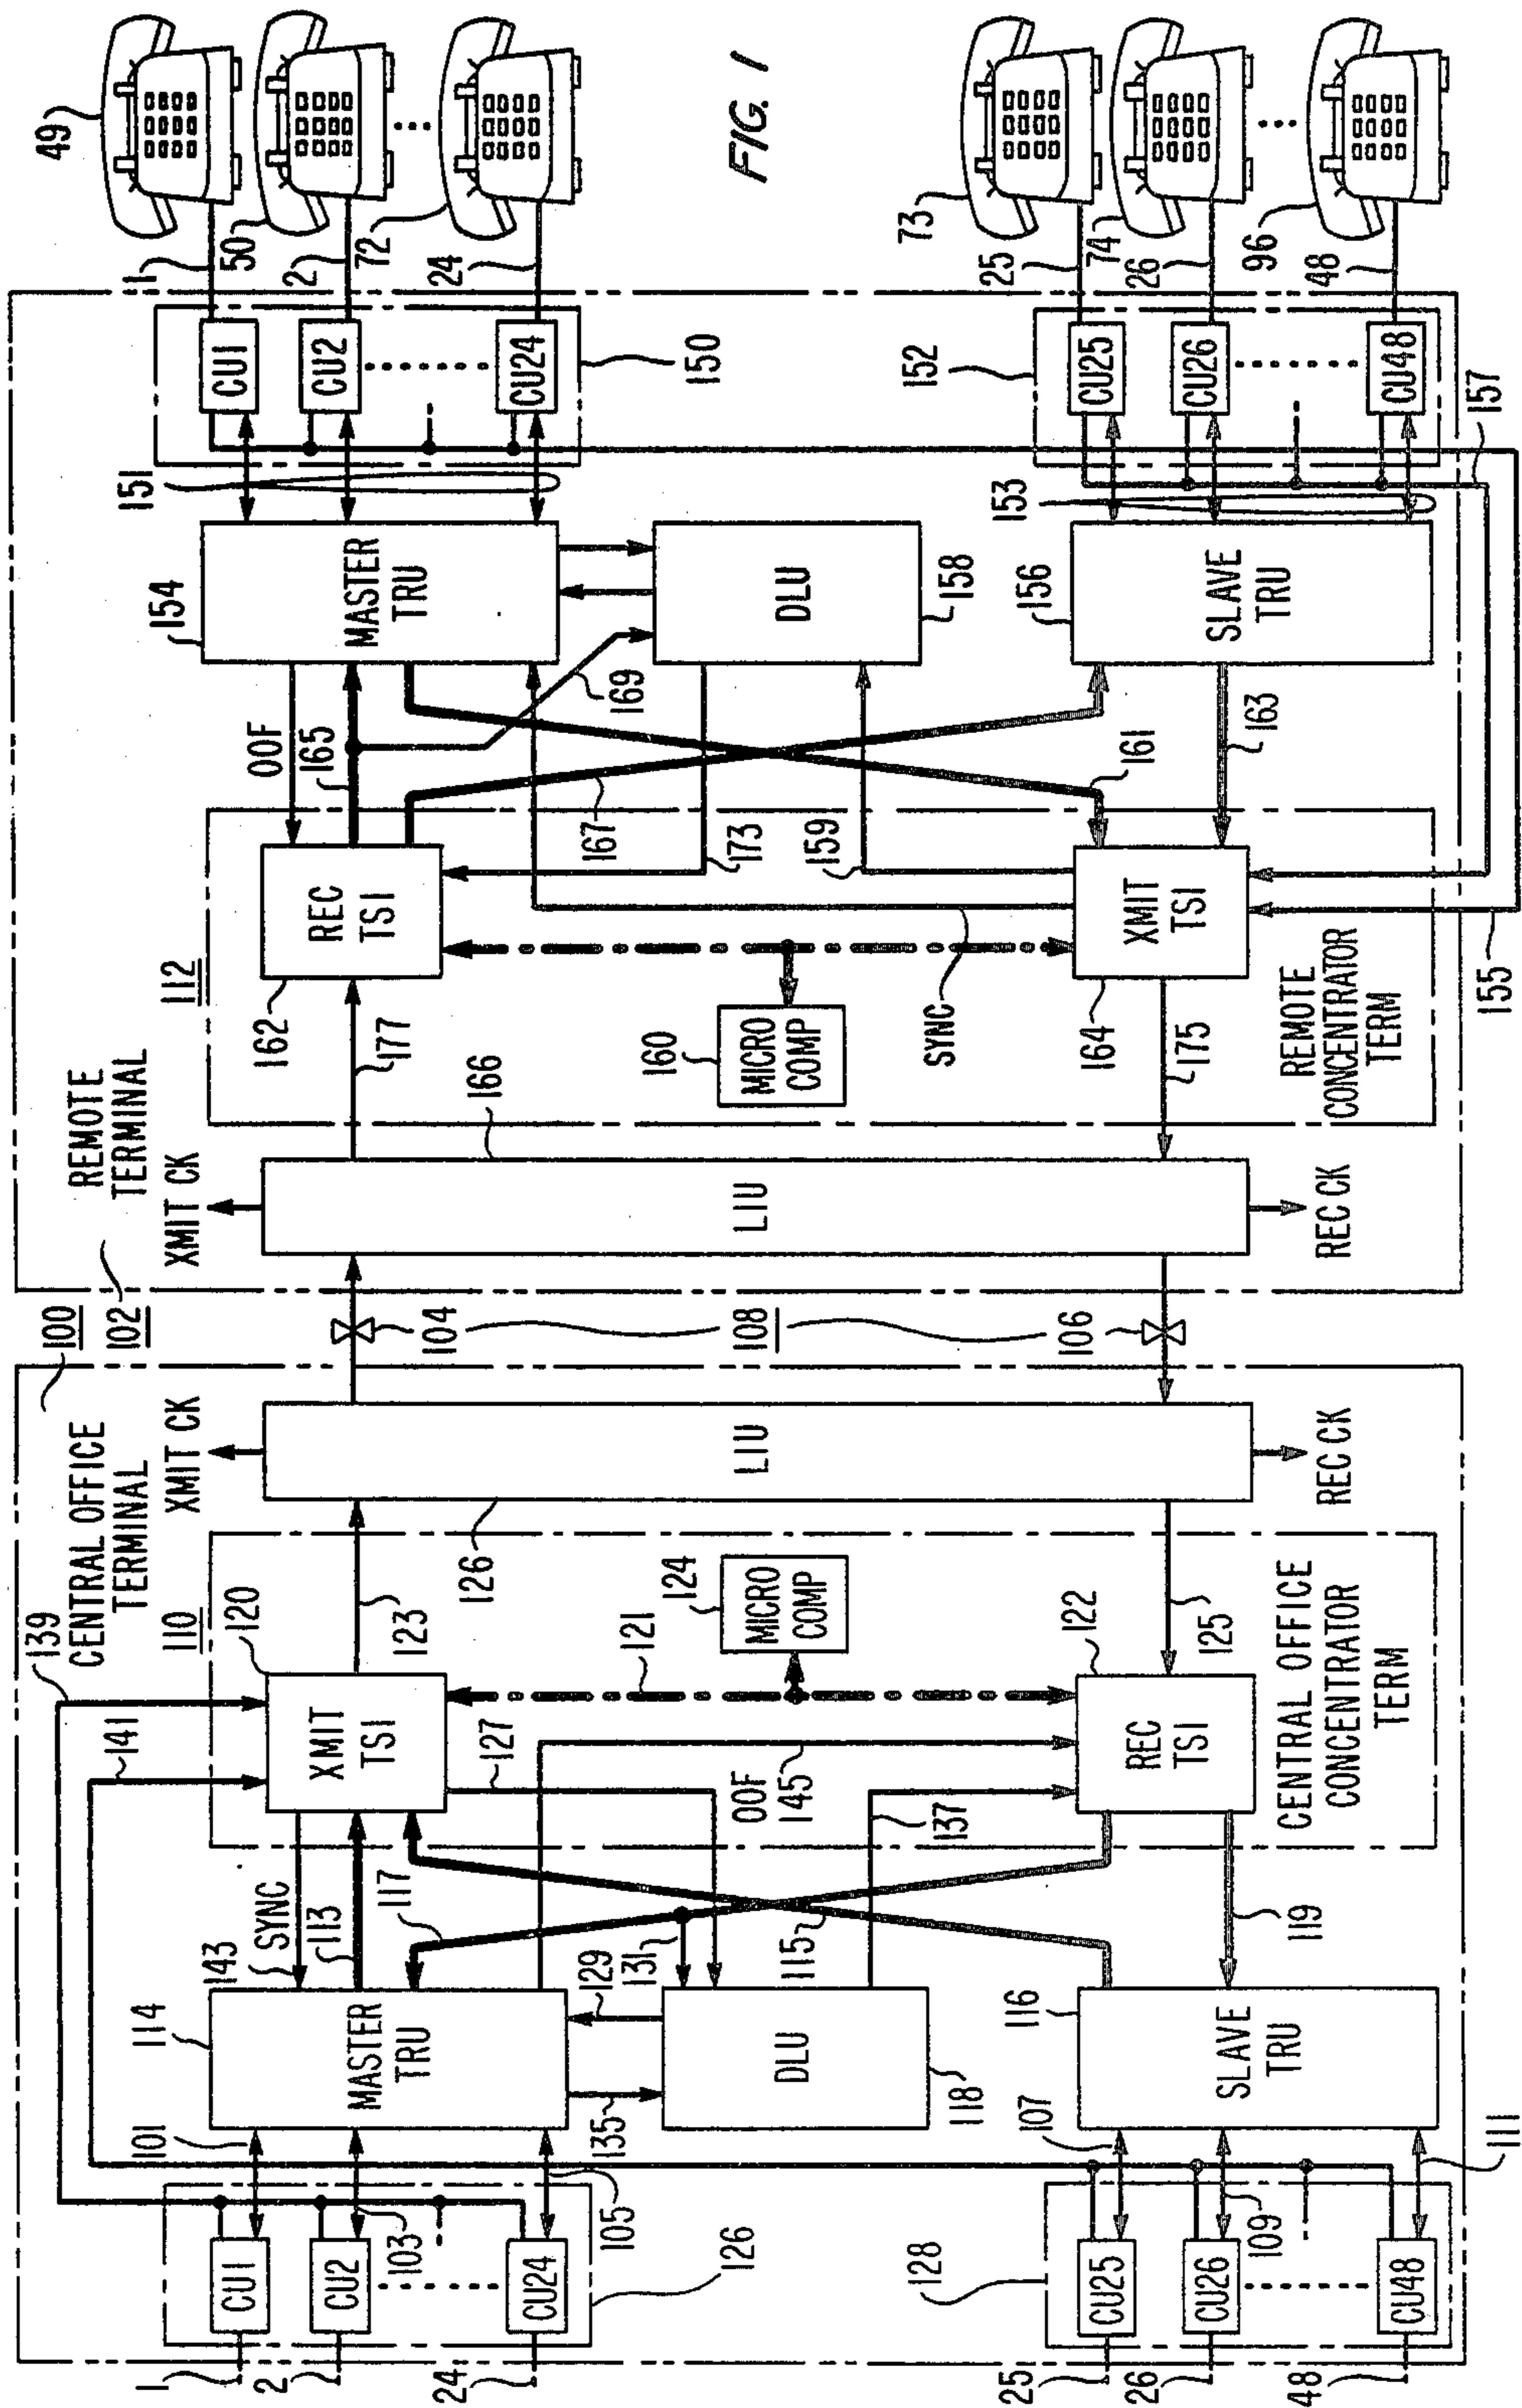 FIG. 1
100
CENTRAL OFFICE
TERMINAL
139
141
XMIT CK
110
120
XMIT
TSI
123
126
LIU
REC CK
121
124
MICRO
COMP
127
OOF
145
137
122
REC
TSI
125
CENTRAL OFFICE
CONCENTRATOR
TERM
SYNC
143
113
117
131
129
115
119
114
MASTER
TRU
135
118
DLU
116
SLAVE
TRU
101
103
105
107
109
111
CU1
CU2
CU24
126
128
CU25
CU26
CU48
1
2
24
25
26
48
104
108
106
102
REMOTE
TERMINAL
XMIT CK
166
LIU
REC CK
112
177
162
REC
TSI
160
MICRO
COMP
SYNC
164
XMIT
TSI
175
REMOTE
CONCENTRATOR
TERM
OOF
165
167
173
159
169
161
163
155
157
154
MASTER
TRU
158
DLU
156
SLAVE
TRU
151
153
150
152
CU1
CU2
CU24
CU25
CU26
CU48
1
2
24
25
26
48
49
50
72
73
74
96